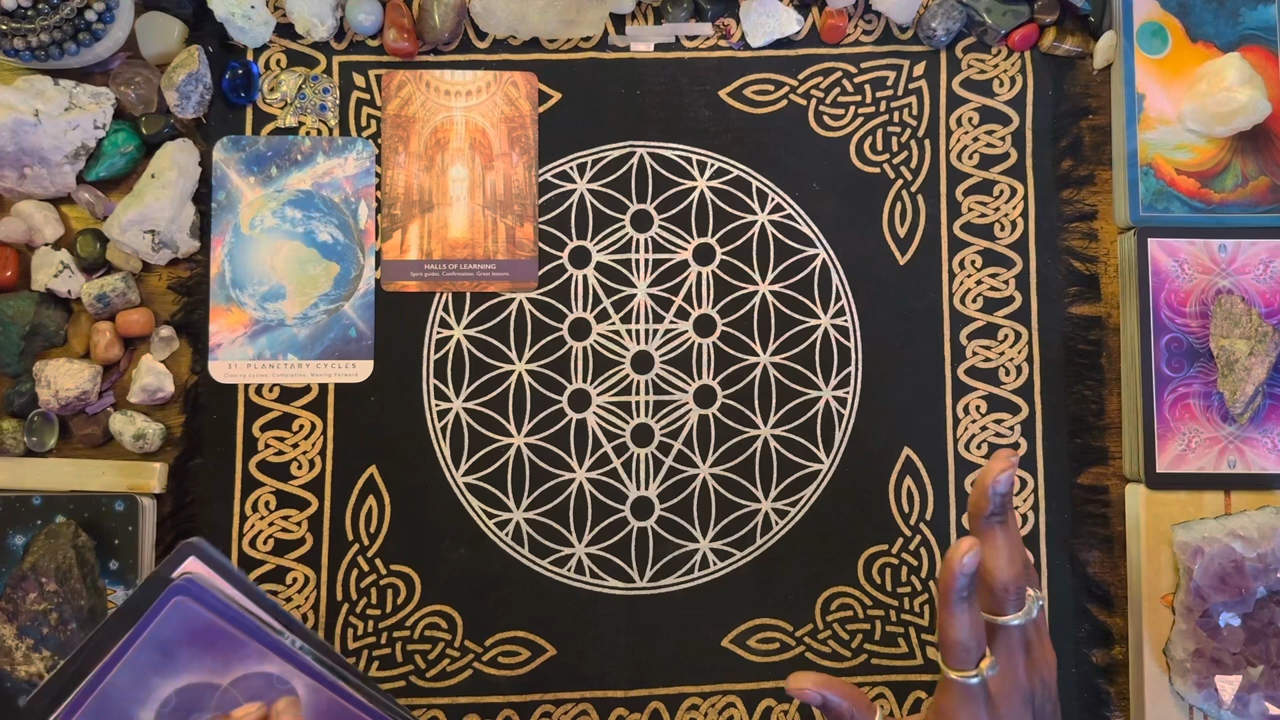 31. PLANETARY CYCLES
Closing cycles. Completion. Moving Forward
HALLS OF LEARNING
Spirit guides. Confirmation. Great lessons.